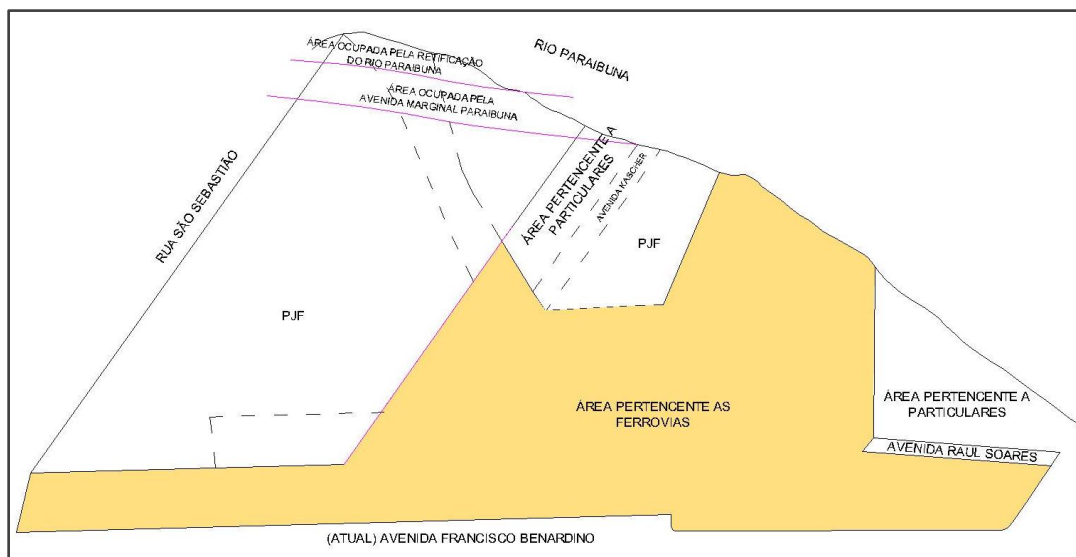 RIO PARAIBUNA
ÁREA OCUPADA PELA RETIFICAÇÃO
DO RIO PARAIBUNA
ÁREA OCUPADA PELA
AVENIDA MARGINAL PARAIBUNA
RUA SÃO SEBASTIÃO
ÁREA PERTENCENTE A
PARTICULARES
AVENIDA KASCHER
PJF
PJF
ÁREA PERTENCENTE AS
FERROVIAS
ÁREA PERTENCENTE A
PARTICULARES
AVENIDA RAUL SOARES
(ATUAL) AVENIDA FRANCISCO BENARDINO